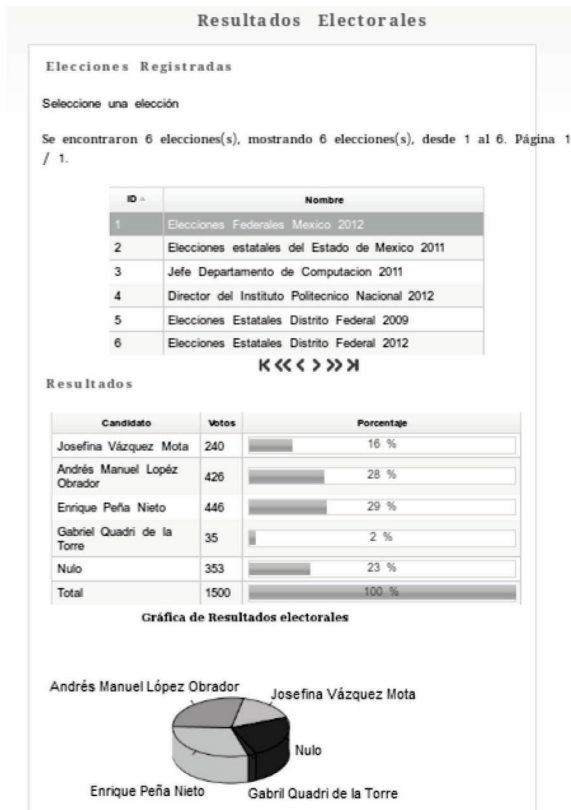 Resultados Electorales
Elecciones Registradas
Seleccione una elección
Se encontraron 6 elecciones(s), mostrando 6 elecciones(s), desde 1 al 6. Página 1
/ 1.
ID Nombre
1 Elecciones Federales Mexico 2012
2 Elecciones estatales del Estado de Mexico 2011
3 Jefe Departamento de Computacion 2011
4 Director del Instituto Politecnico Nacional 2012
5 Elecciones Estatales Distrito Federal 2009
6 Elecciones Estatales Distrito Federal 2012
Resultados
Candidato Votos Porcentaje
Josefina Vázquez Mota 240 16 %
Andrés Manuel Lopéz
Obrador 426 28 %
Enrique Peña Nieto 446 29 %
Gabriel Quadri de la
Torre 35 2 %
Nulo 353 23 %
Total 1500 100 %
Gráfica de Resultados electorales
Andrés Manuel López Obrador
Josefina Vázquez Mota
Nulo
Enrique Peña Nieto
Gabril Quadri de la Torre